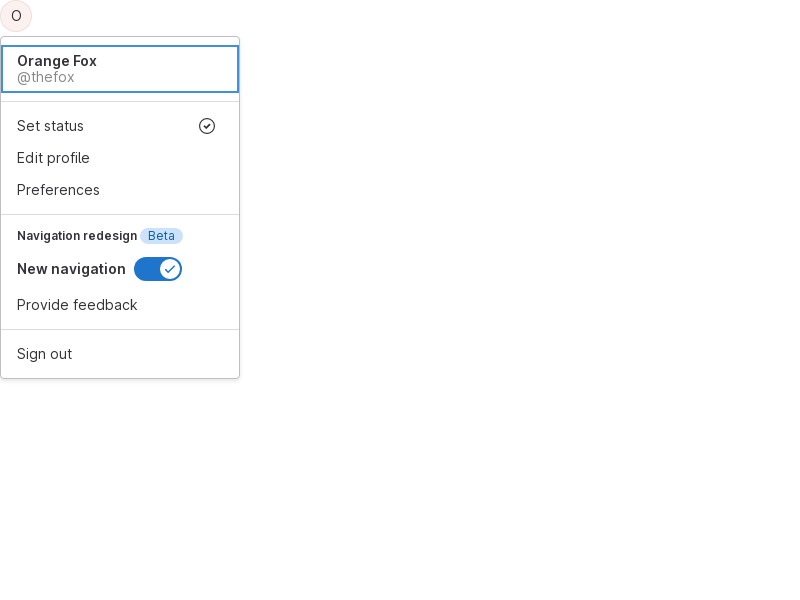 O
Orange Fox
@thefox
Set status
Edit profile
Preferences
Navigation redesign Beta
New navigation
Provide feedback
Sign out